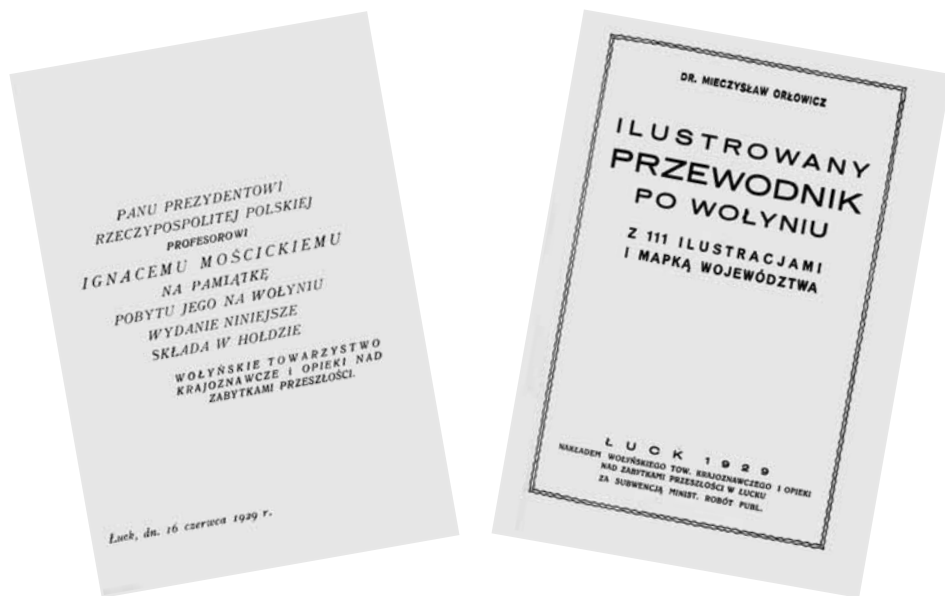 PANU PREZYDENTOWI
RZECZYPOSPOLITEJ POLSKIEJ
PROFESOROWI
IGNACEMU MOŚCICKIEMU
NA PAMIĄTKĘ
POBYTU JEGO NA WOŁYNIU
WYDANIE NINIEJSZE
SKŁADA W HOŁDZIE
WOŁYŃSKIE TOWARZYSTWO
KRAJOZNAWCZE I OPIEKI NAD
ZABYTKAMI PRZESZŁOŚCI.
Łuck, dn. 16 czerwca 1929 r.
DR. MIECZYSŁAW ORŁOWICZ
ILUSTROWANY
PRZEWODNIK
PO WOŁYNIU
Z 111 ILUSTRACJAMI
I MAPKĄ WOJEWÓDZTWA
ŁUCK 1929
NAKŁADEM WOŁYŃSKIEGO TOW. KRAJOZNAWCZEGO I OPIEKI
NAD ZABYTKAMI PRZESZŁOŚCI W ŁUCKU
ZA SUBWENCJĄ MINIST. ROBÓT PUBL.